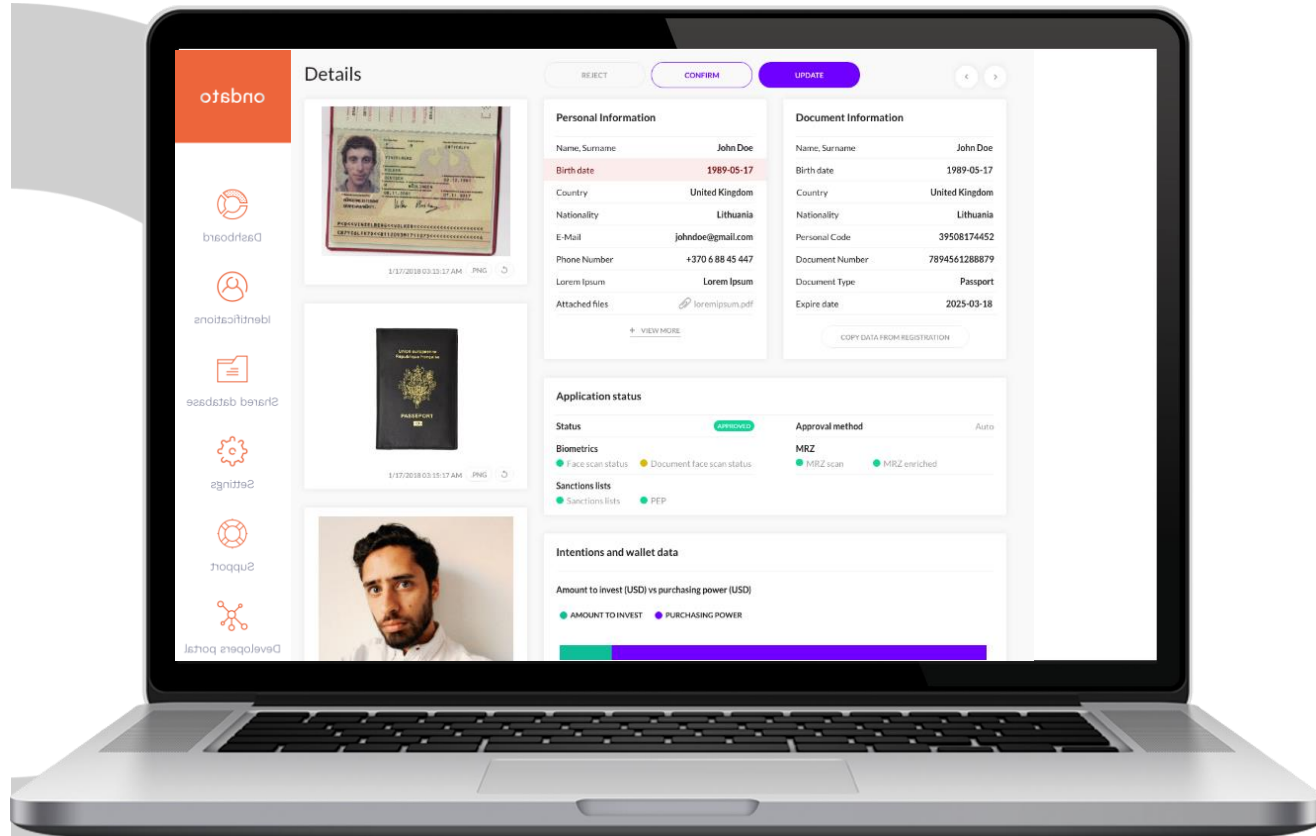 ondato
Dashboard
Identifications
Shared database
Settings
Support
Developers portal
Details
REJECT
CONFIRM
UPDATE
1/17/2018 03:15:17 AM PNG
Union européenne
République française
PASSEPORT
1/17/2018 03:15:17 AM PNG
Personal Information
Name, Surname John Doe
Birth date 1989-05-17
Country United Kingdom
Nationality Lithuania
E-Mail johndoe@gmail.com
Phone Number +370 6 88 45 447
Lorem Ipsum Lorem Ipsum
Attached files loremipsum.pdf
+ VIEW MORE
Document Information
Name, Surname John Doe
Birth date 1989-05-17
Country United Kingdom
Nationality Lithuania
Personal Code 39508174452
Document Number 7894561288879
Document Type Passport
Expire date 2025-03-18
COPY DATA FROM REGISTRATION
Application status
Status APPROVED
Approval method Auto
Biometrics
Face scan status Document face scan status
MRZ
MRZ scan MRZ enriched
Sanctions lists
Sanctions lists PEP
Intentions and wallet data
Amount to invest (USD) vs purchasing power (USD)
AMOUNT TO INVEST PURCHASING POWER